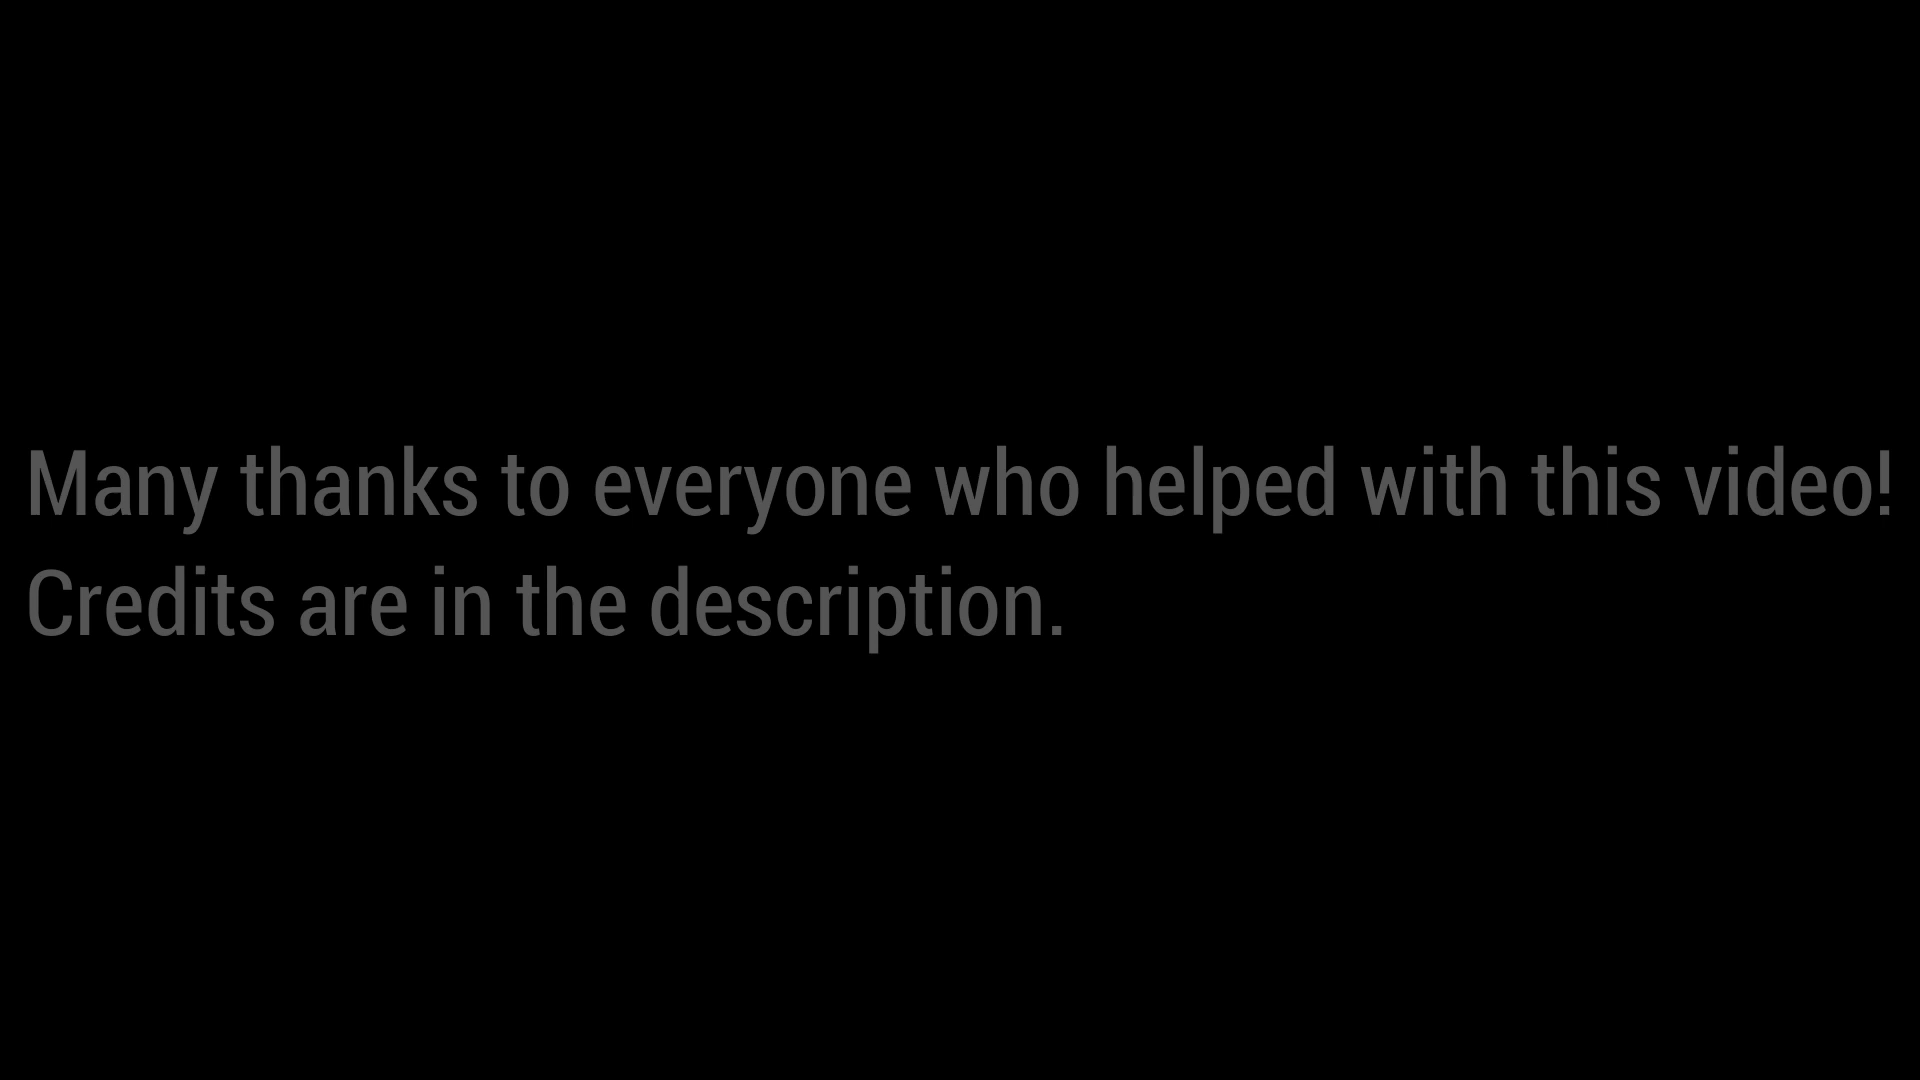 Many thanks to everyone who helped with this video!
Credits are in the description.